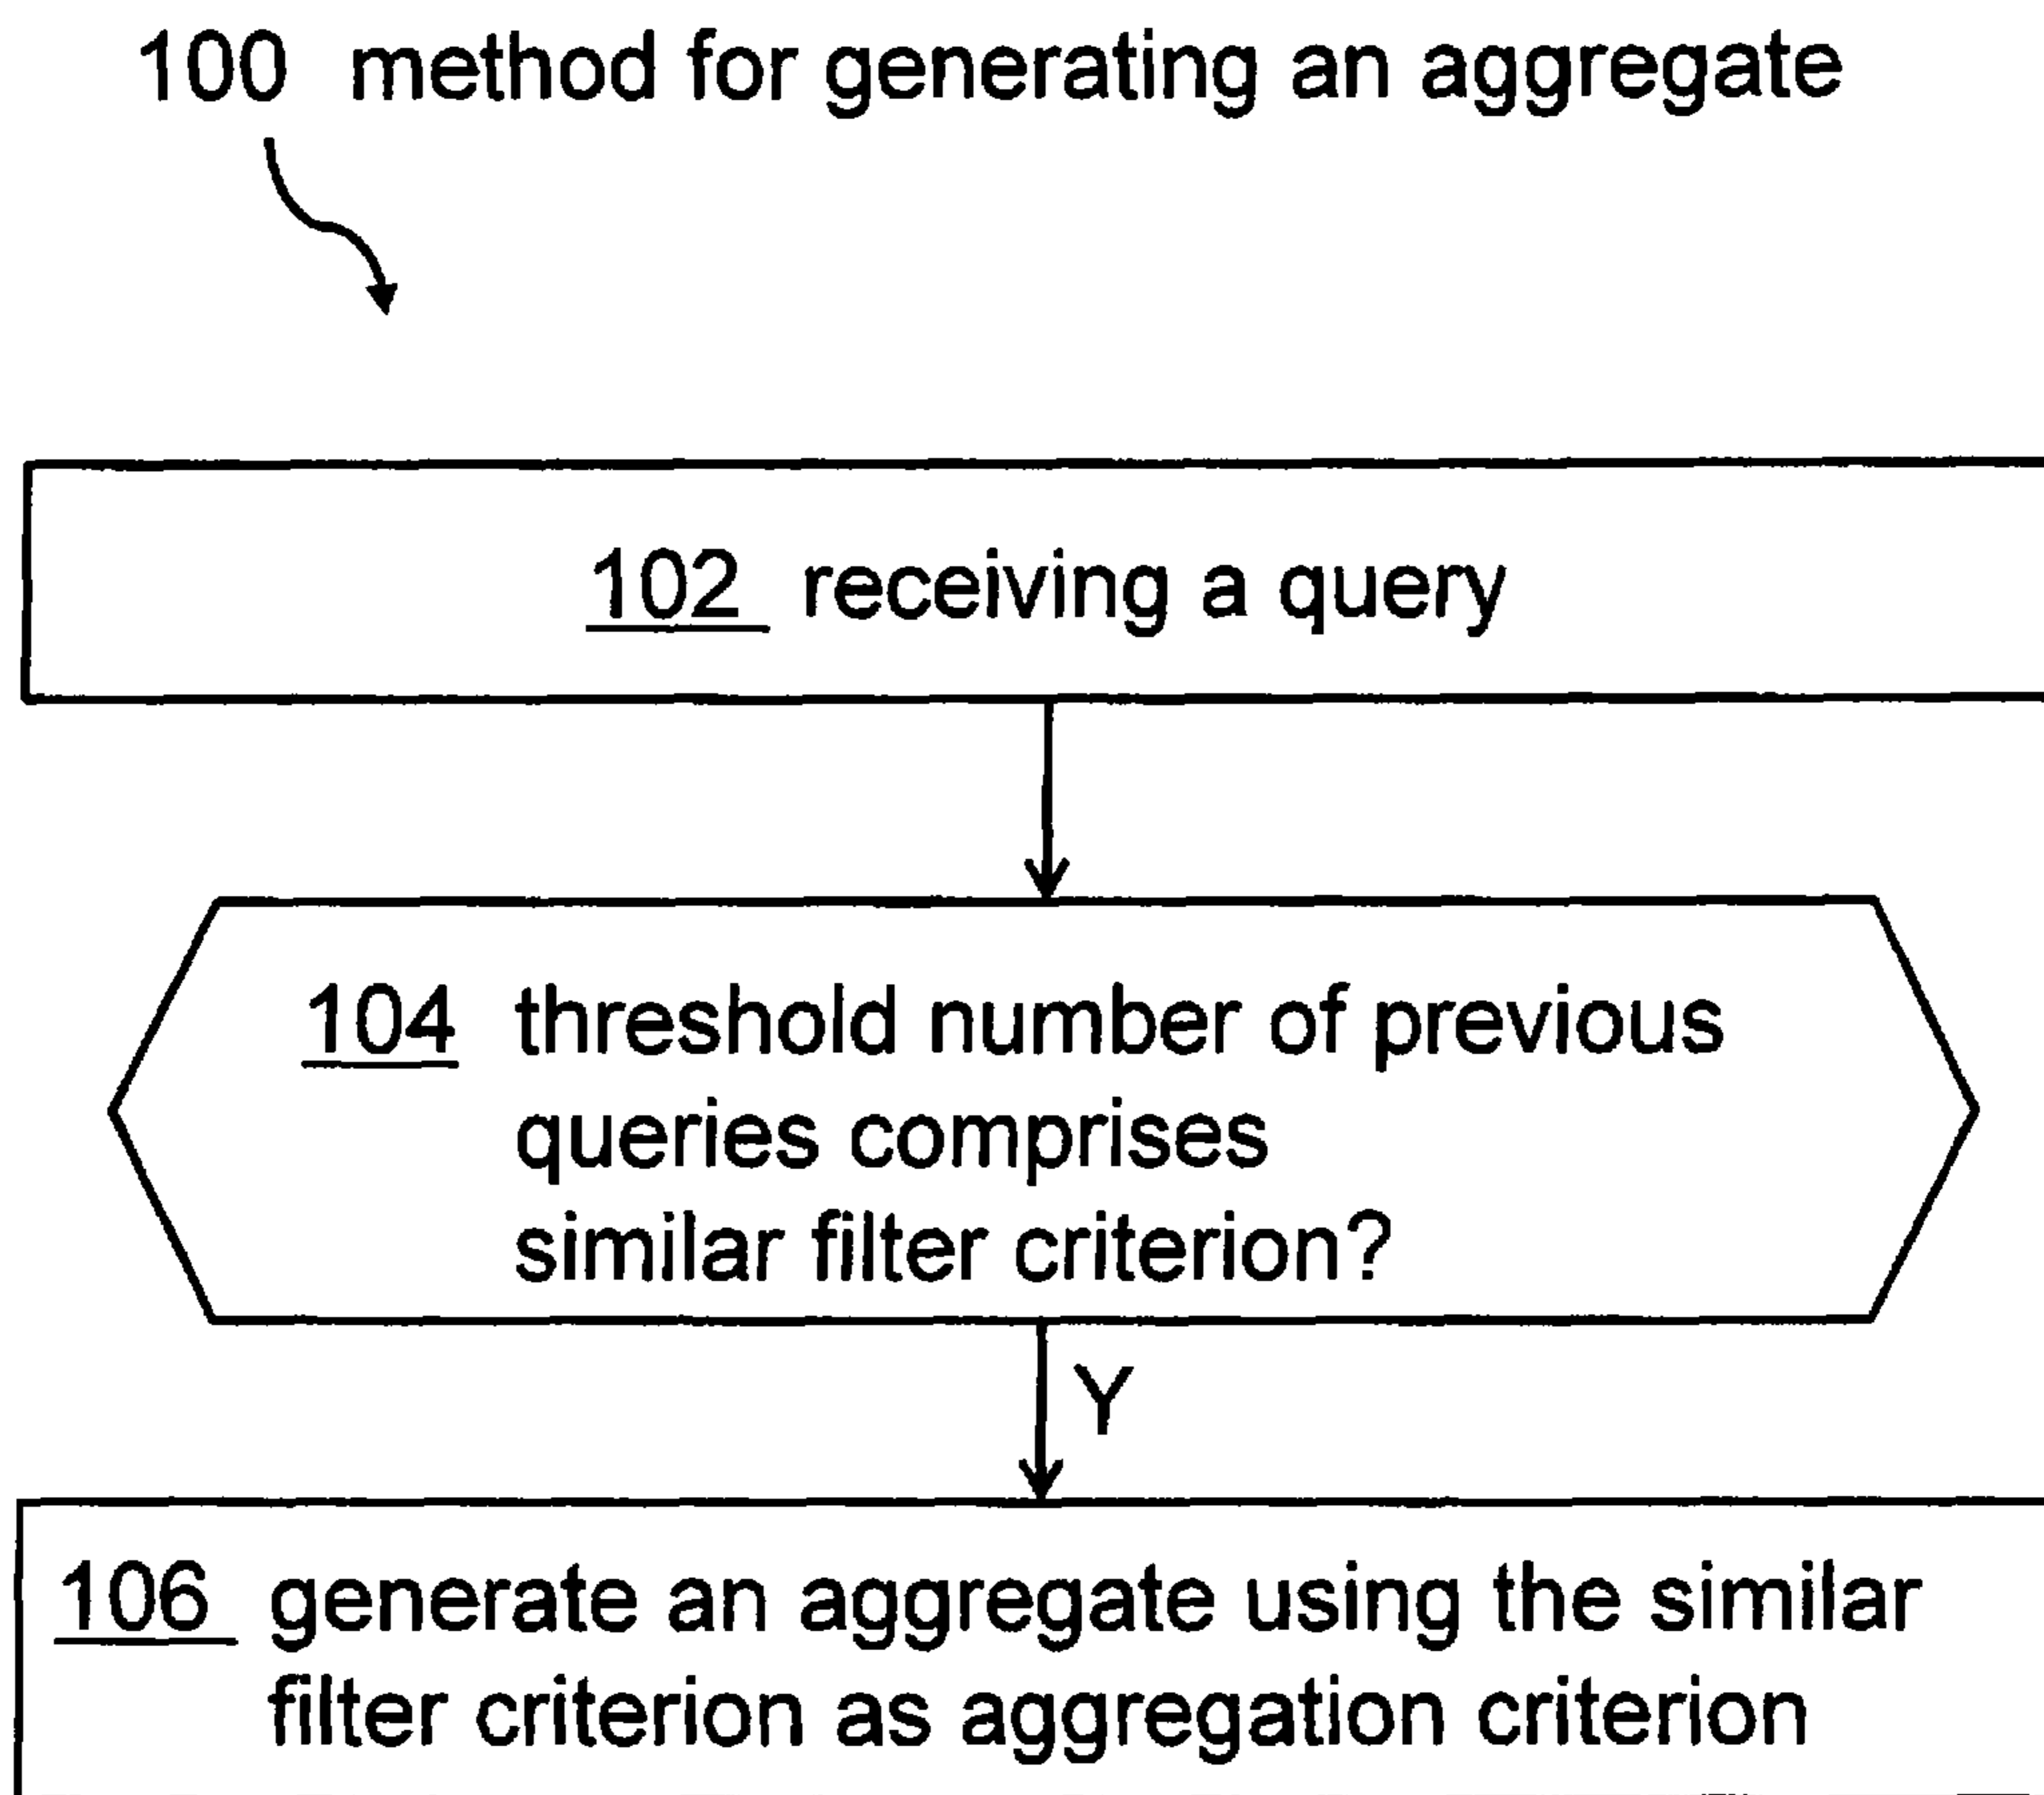 100 method for generating an aggregate
102 receiving a query
104 threshold number of previous
queries comprises
similar filter criterion?
Y
106 generate an aggregate using the similar
filter criterion as aggregation criterion